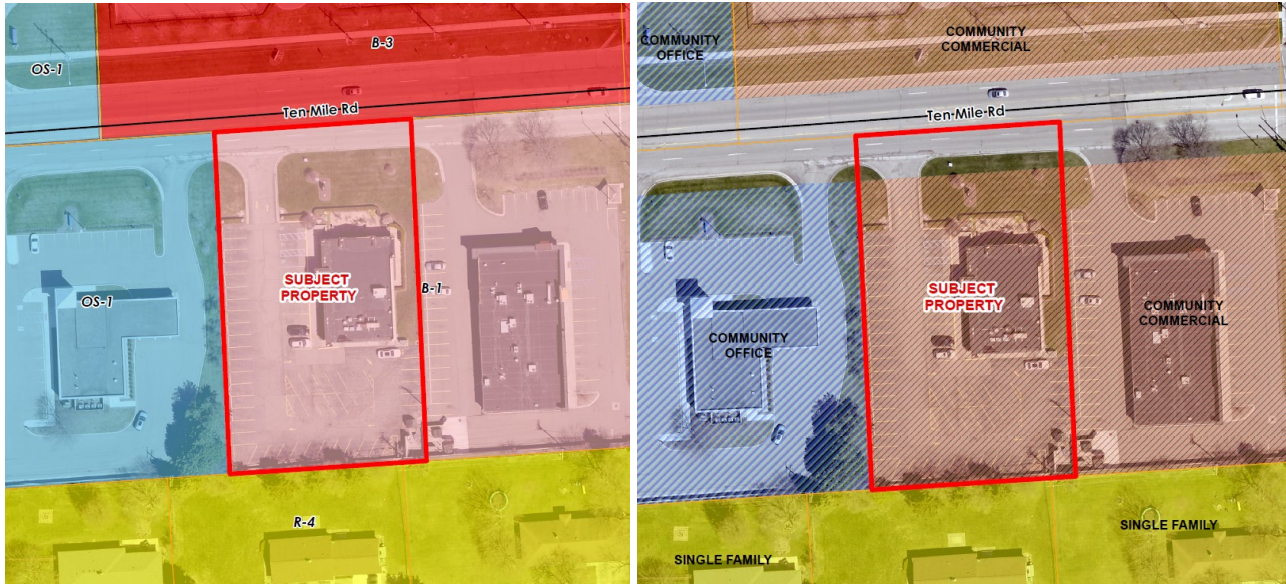 B-3
OS-1
Ten Mile Rd
SUBJECT
PROPERTY
B-1
OS-1
R-4
COMMUNITY
OFFICE
COMMUNITY
COMMERCIAL
Ten Mile Rd
SUBJECT
PROPERTY
COMMUNITY
COMMERCIAL
COMMUNITY
OFFICE
SINGLE FAMILY
SINGLE FAMILY